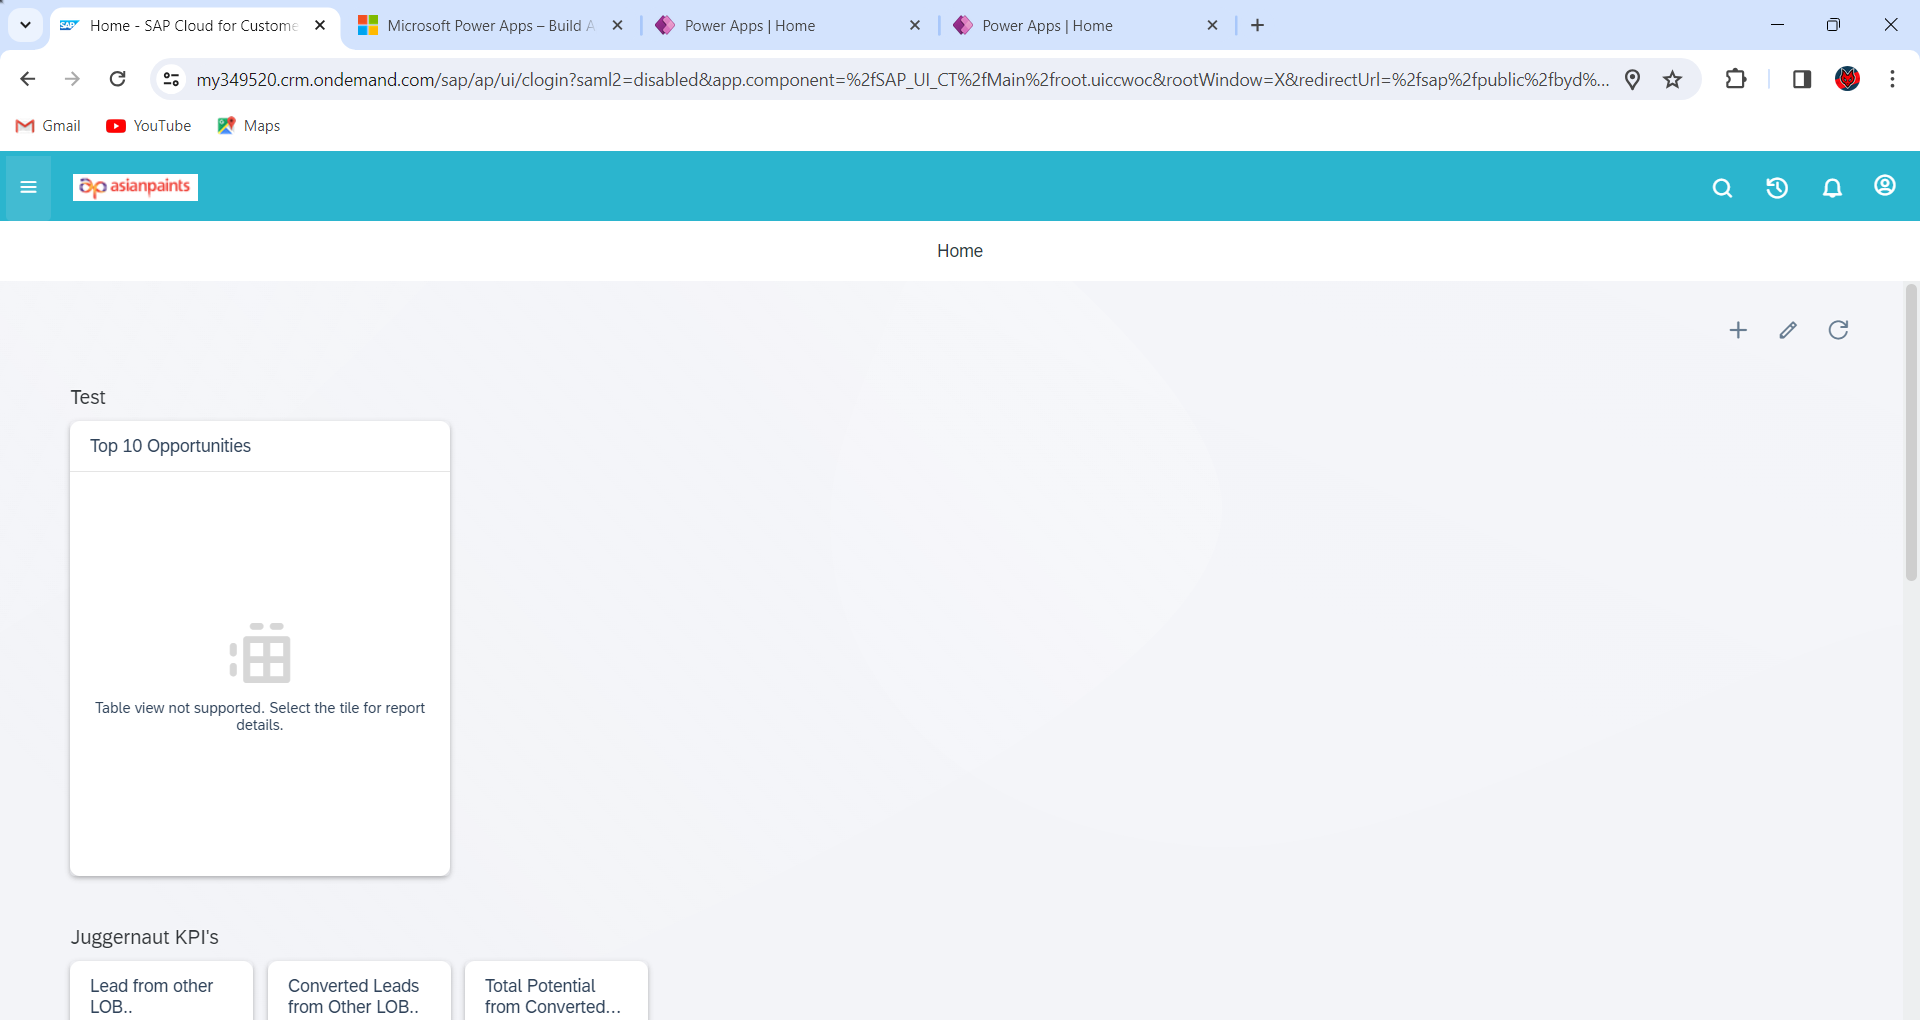 Home - SAP Cloud for Custome
Microsoft Power Apps – Build A
Power Apps | Home
Power Apps | Home
my349520.crm.ondemand.com/sap/ap/ui/clogin?saml2=disabled&app.component=%2fSAP_UI_CT%2fMain%2froot.uiccwoc&rootWindow=X&redirectUrl=%2fsap%2fpublic%2fbyd%...
Gmail
YouTube
Maps
asianpaints
Home
Test
Top 10 Opportunities
Table view not supported. Select the tile for report
details.
Juggernaut KPI's
Lead from other
LOB..
Converted Leads
from Other LOB..
Total Potential
from Converted...